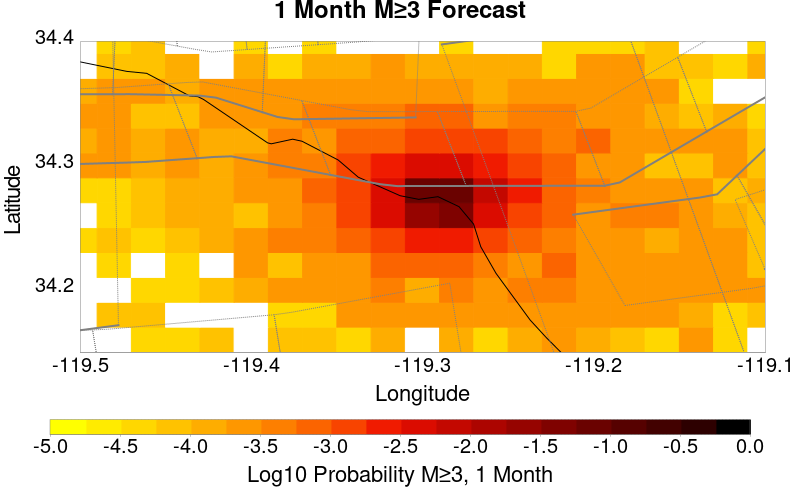 1 Month M≥3 Forecast
34.4
34.3
34.2
Latitude
-119.5 -119.4 -119.3 -119.2 -119.1
Longitude
-5.0 -4.5 -4.0 -3.5 -3.0 -2.5 -2.0 -1.5 -1.0 -0.5 0.0
Log10 Probability M≥3, 1 Month